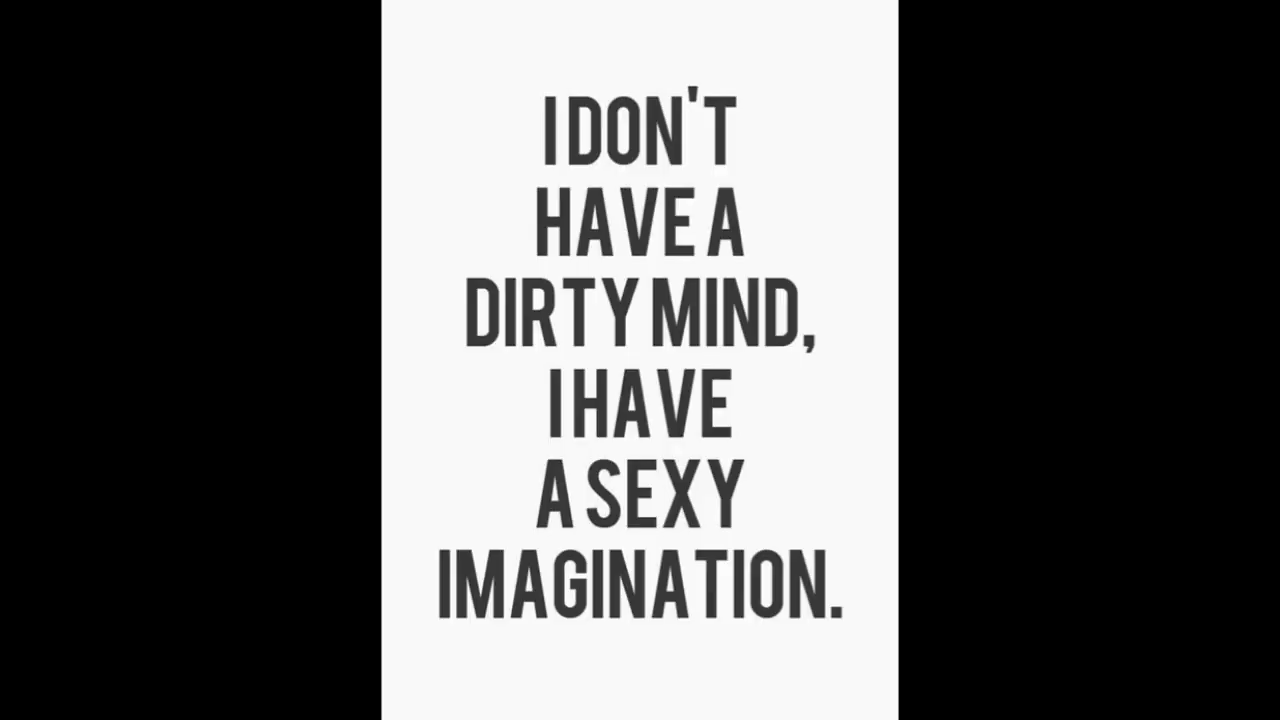 I DON'T
HAVE A
DIRTY MIND,
I HAVE
A SEXY
IMAGINATION.